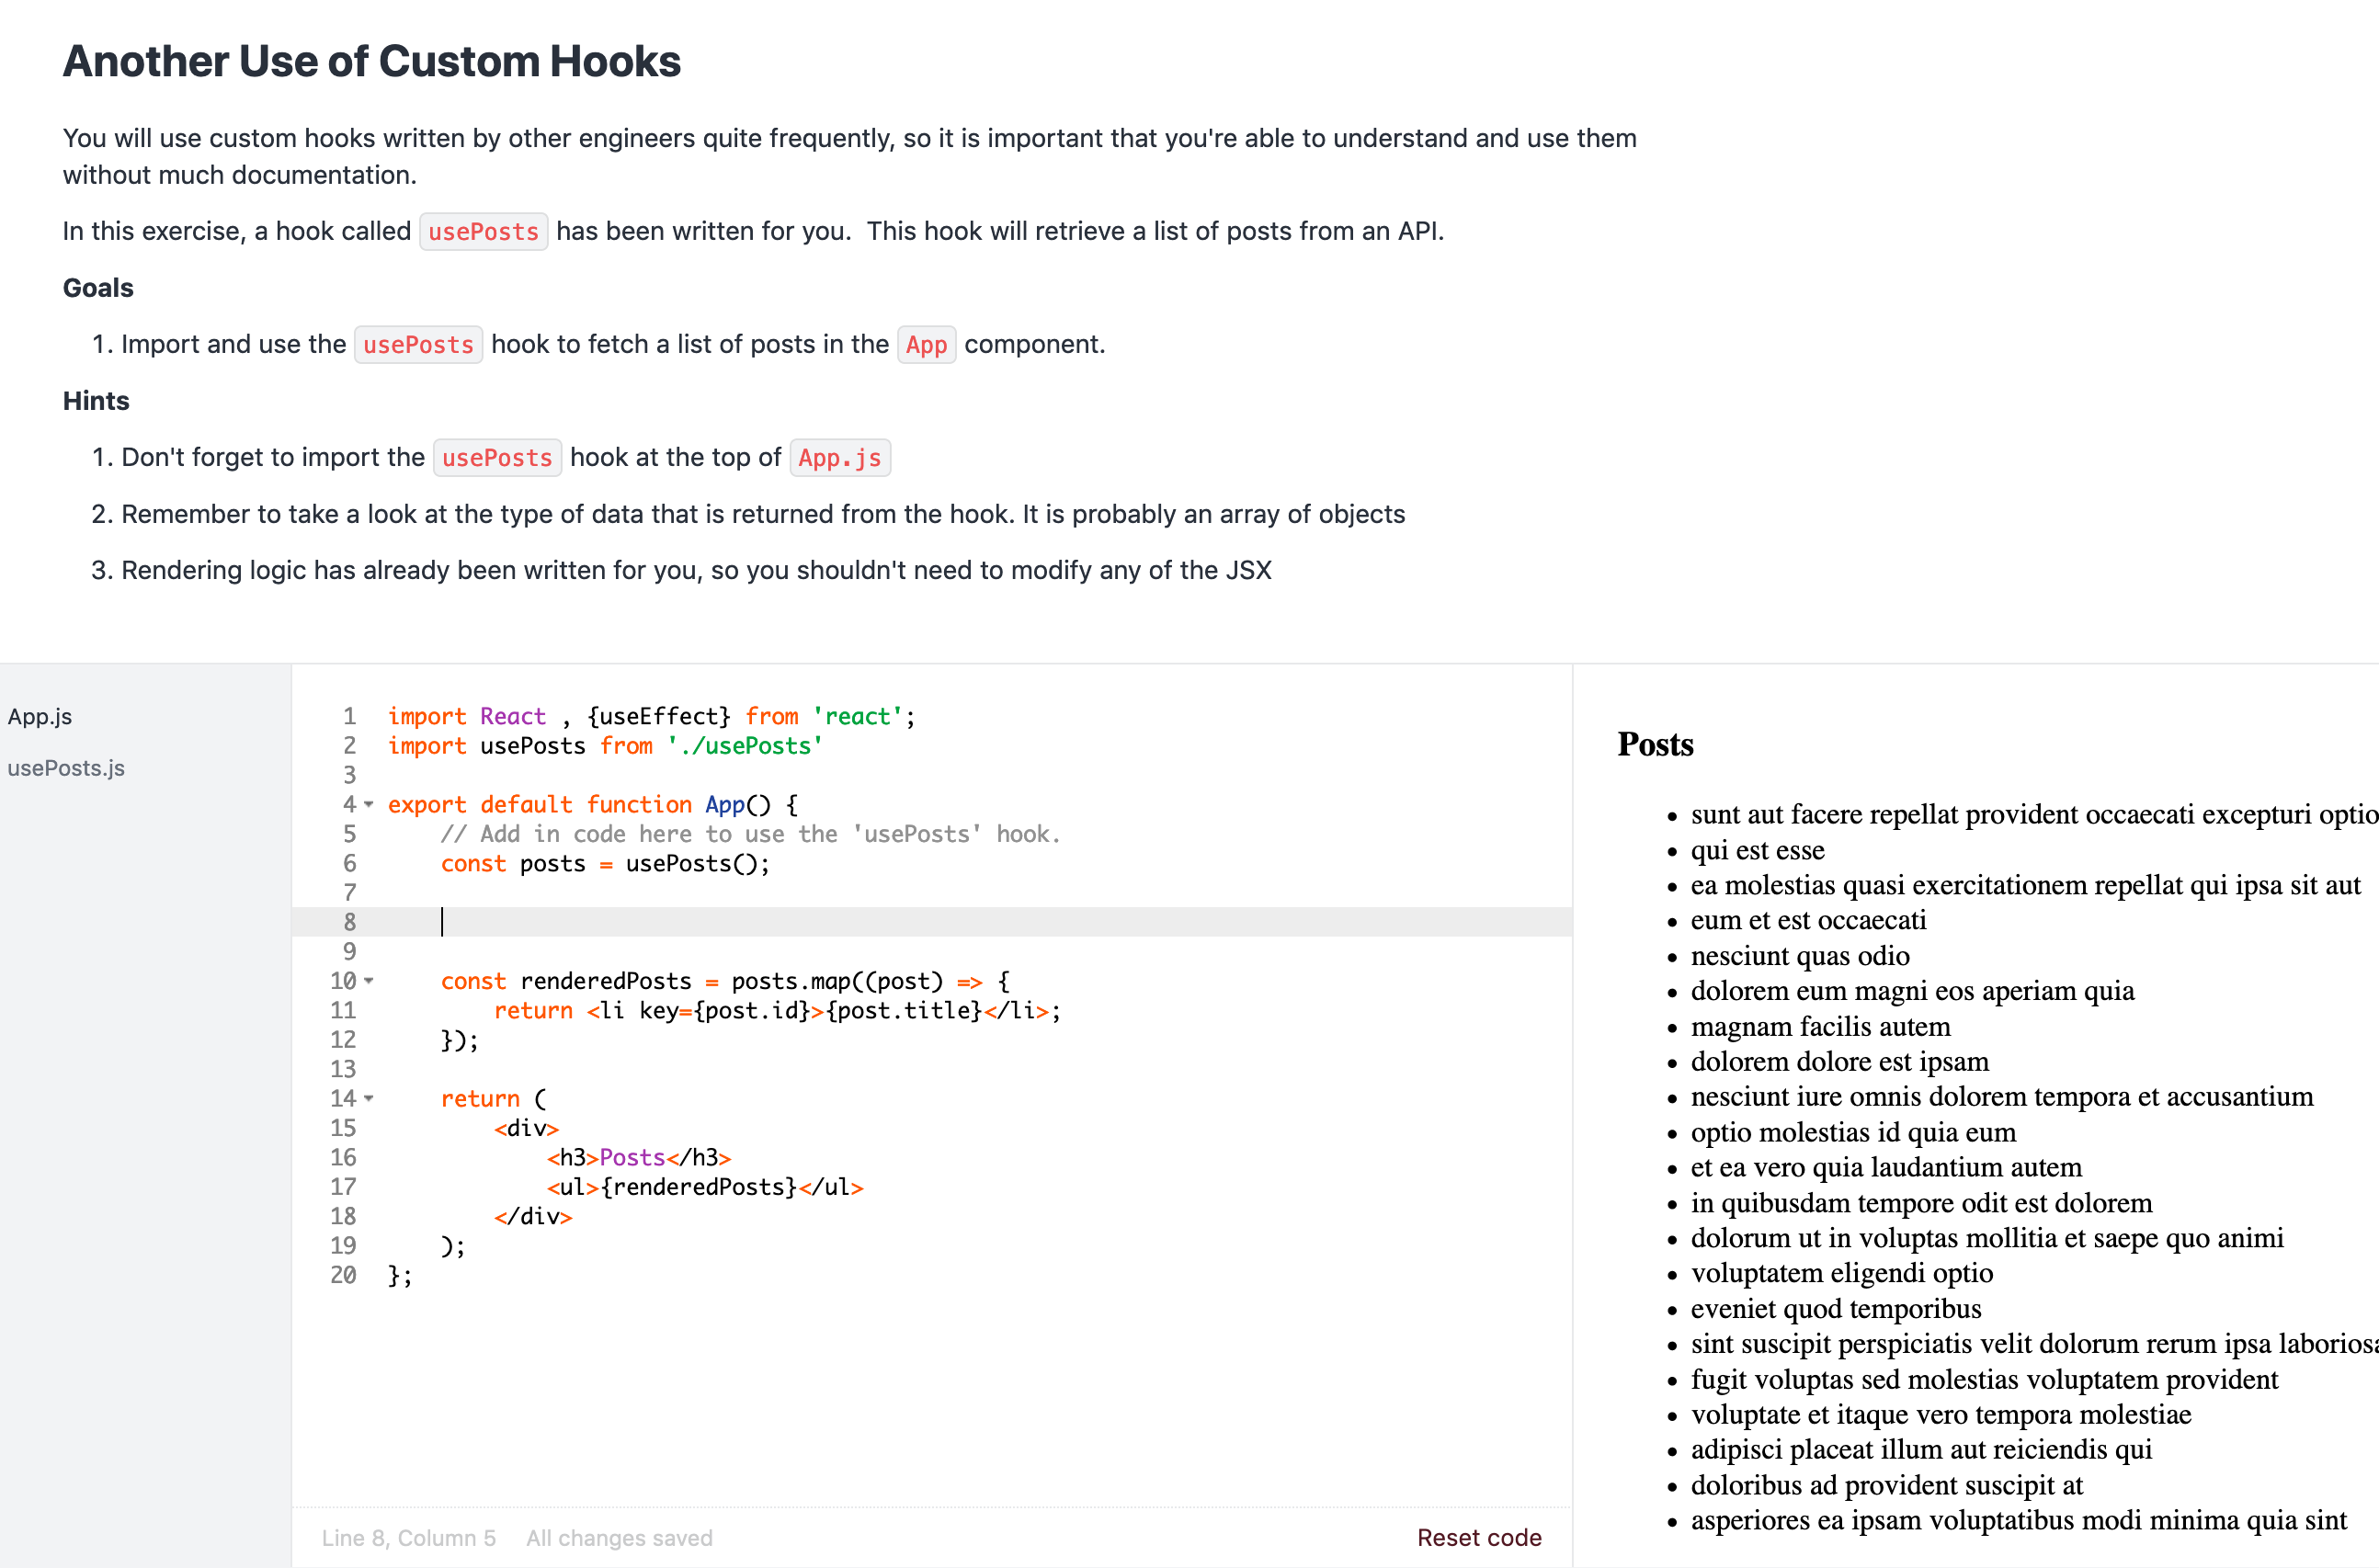 Another Use of Custom Hooks
You will use custom hooks written by other engineers quite frequently, so it is important that you're able to understand and use them
without much documentation.
In this exercise, a hook called usePosts has been written for you. This hook will retrieve a list of posts from an API.
Goals
1. Import and use the usePosts hook to fetch a list of posts in the App component.
Hints
1. Don't forget to import the usePosts hook at the top of App.js
2. Remember to take a look at the type of data that is returned from the hook. It is probably an array of objects
3. Rendering logic has already been written for you, so you shouldn't need to modify any of the JSX
App.js
usePosts.js
1 import React , {useEffect} from 'react';
2 import usePosts from './usePosts'
3
4 export default function App() {
5     // Add in code here to use the 'usePosts' hook.
6     const posts = usePosts();
7
8
9
10     const renderedPosts = posts.map((post) => {
11         return <li key={post.id}>{post.title}</li>;
12     });
13
14     return (
15         <div>
16             <h3>Posts</h3>
17             <ul>{renderedPosts}</ul>
18         </div>
19     );
20 };
Line 8, Column 5 All changes saved
Reset code
Posts
• sunt aut facere repellat provident occaecati excepturi optio
• qui est esse
• ea molestias quasi exercitationem repellat qui ipsa sit aut
• eum et est occaecati
• nesciunt quas odio
• dolorem eum magni eos aperiam quia
• magnam facilis autem
• dolorem dolore est ipsam
• nesciunt iure omnis dolorem tempora et accusantium
• optio molestias id quia eum
• et ea vero quia laudantium autem
• in quibusdam tempore odit est dolorem
• dolorum ut in voluptas mollitia et saepe quo animi
• voluptatem eligendi optio
• eveniet quod temporibus
• sint suscipit perspiciatis velit dolorum rerum ipsa laboriosa
• fugit voluptas sed molestias voluptatem provident
• voluptate et itaque vero tempora molestiae
• adipisci placeat illum aut reiciendis qui
• doloribus ad provident suscipit at
• asperiores ea ipsam voluptatibus modi minima quia sint